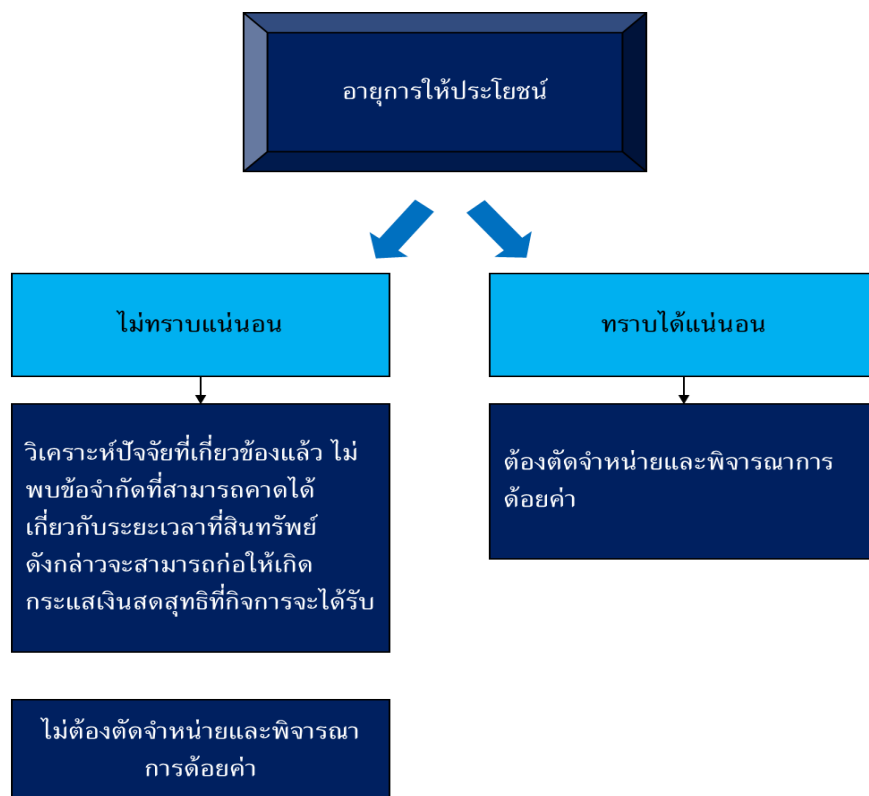 อายุการให้ประโยชน์
ไม่ทราบแน่นอน
ทราบได้แน่นอน
วิเคราะห์ปัจจัยที่เกี่ยวข้องแล้ว ไม่
พบข้อจำกัดที่สามารถคาดได้
เกี่ยวกับระยะเวลาที่สินทรัพย์
ดังกล่าวจะสามารถก่อให้เกิด
กระแสเงินสดสุทธิที่กิจการจะได้รับ
ต้องตัดจำหน่ายและพิจารณาการ
ด้อยค่า
ไม่ต้องตัดจำหน่ายและพิจารณา
การด้อยค่า